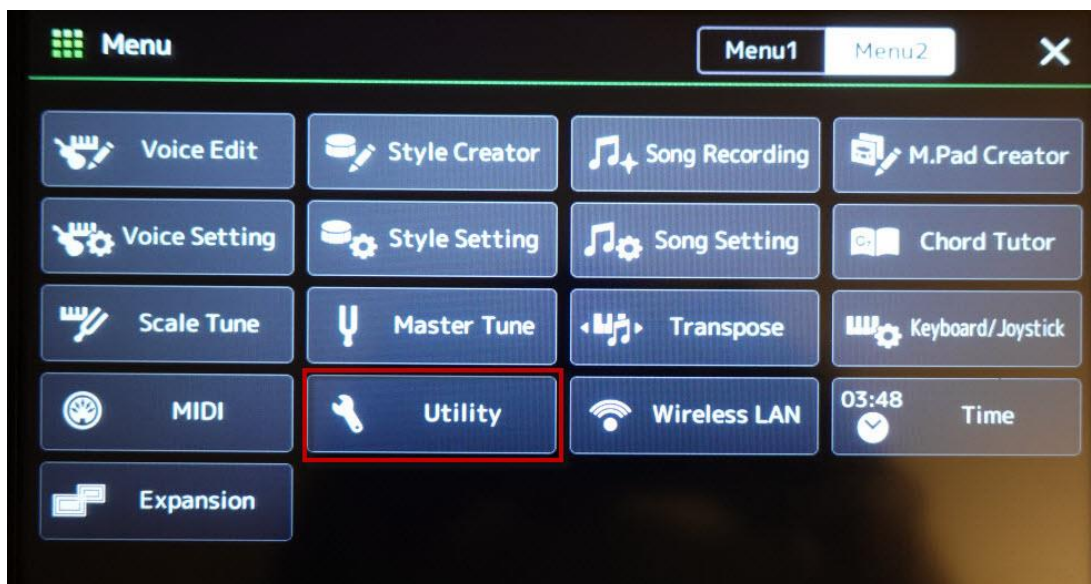 Menu
Menu1 Menu2
Voice Edit
Style Creator
Song Recording
M.Pad Creator
Voice Setting
Style Setting
Song Setting
Chord Tutor
Scale Tune
Master Tune
Transpose
Keyboard/Joystick
MIDI
Utility
Wireless LAN
03:48
Time
Expansion